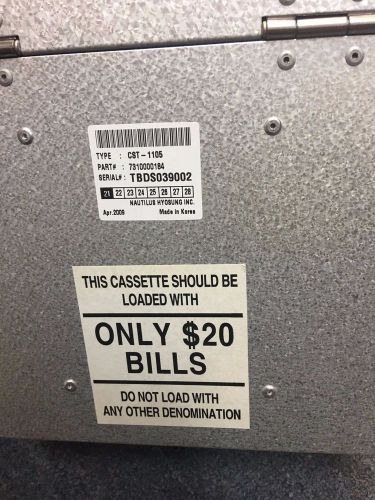 TYPE : CST-1105
PART# : 7310000184
SERIAL# : TBDS039002
21 22 23 24 25 26 27 28
NAUTILUS HYOSUNG INC.
Apr.2009 Made in Korea
THIS CASSETTE SHOULD BE
LOADED WITH
ONLY $20
BILLS
DO NOT LOAD WITH
ANY OTHER DENOMINATION